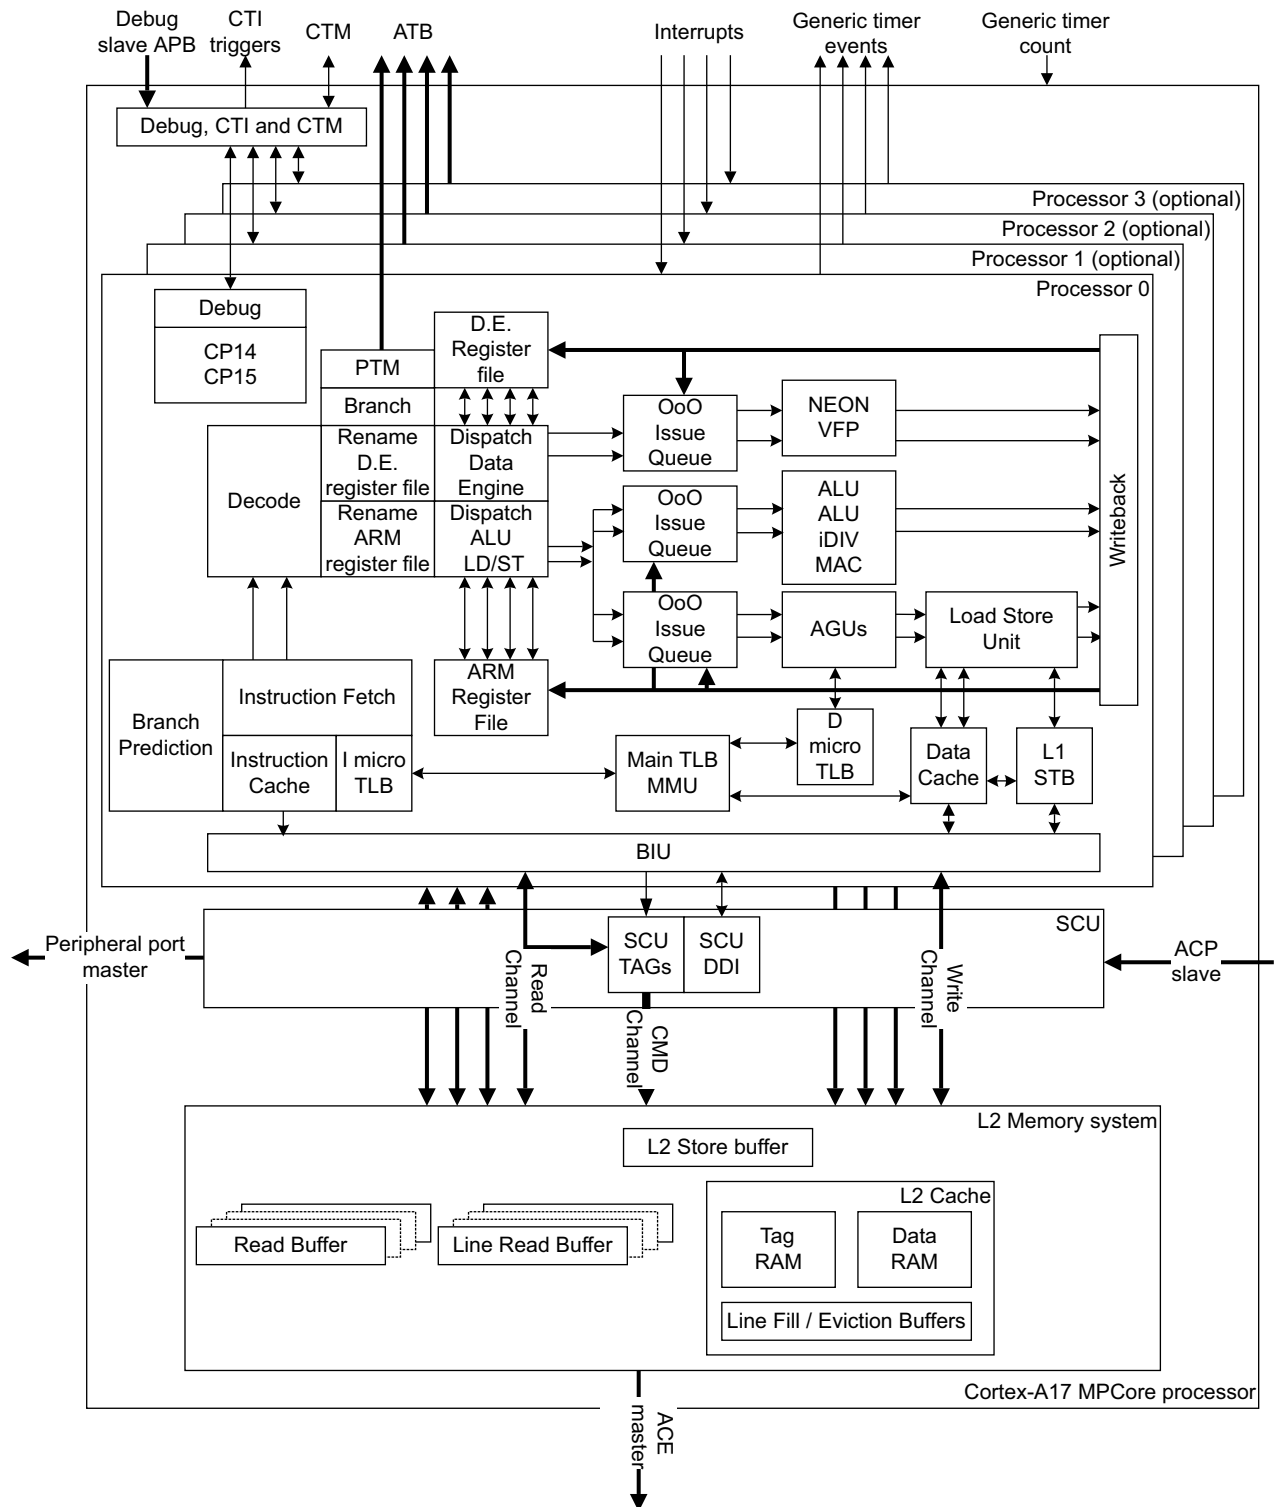 Debug
slave APB
CTI
triggers
CTM
ATB
Interrupts
Generic timer
events
Generic timer
count
Debug, CTI and CTM
Processor 3 (optional)
Processor 2 (optional)
Processor 1 (optional)
Processor 0
Debug
CP14
CP15
PTM
D.E.
Register
file
Branch
Decode
Rename
D.E.
register file
Dispatch
Data
Engine
Rename
ARM
register file
Dispatch
ALU
LD/ST
OoO
Issue
Queue
NEON
VFP
OoO
Issue
Queue
ALU
ALU
iDIV
MAC
OoO
Issue
Queue
AGUs
Load Store
Unit
Writeback
Branch
Prediction
Instruction Fetch
Instruction
Cache
I micro
TLB
ARM
Register
File
Main TLB
MMU
D
micro
TLB
Data
Cache
L1
STB
BIU
SCU
SCU
TAGs
SCU
DDI
Peripheral port
master
ACP
slave
Read
Channel
CMD
Channel
Write
Channel
L2 Memory system
L2 Store buffer
Read Buffer
Line Read Buffer
L2 Cache
Tag
RAM
Data
RAM
Line Fill / Eviction Buffers
Cortex-A17 MPCore processor
ACE
master